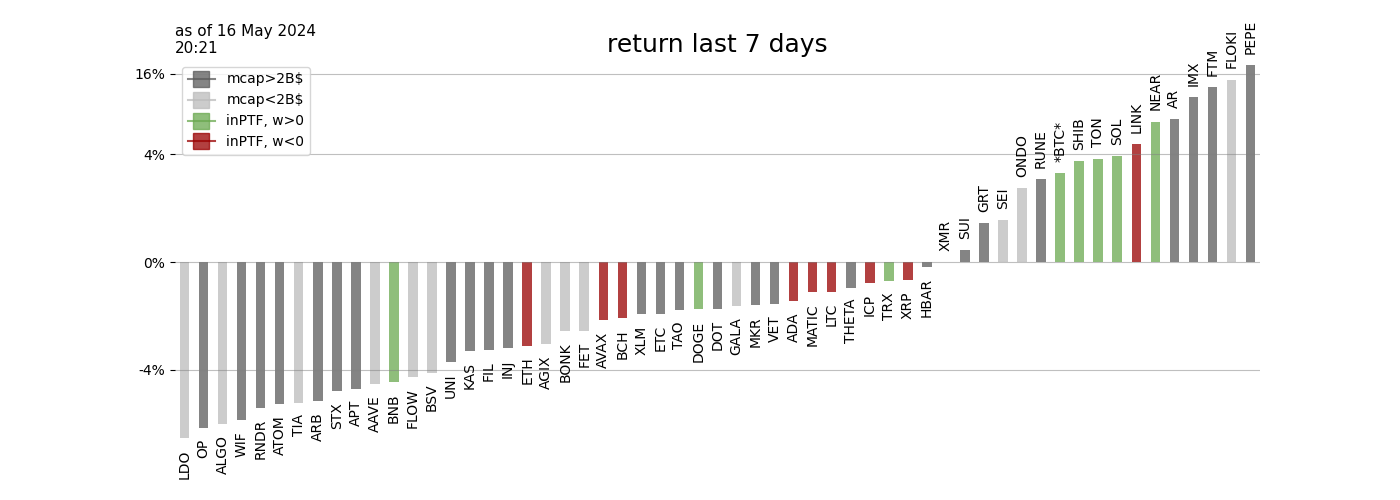 as of 16 May 2024
20:21
return last 7 days
mcap>2B$
mcap<2B$
inPTF, w>0
inPTF, w<0
16%
4%
0%
-4%
LDO
OP
ALGO
WIF
RNDR
ATOM
TIA
ARB
STX
APT
AAVE
BNB
FLOW
BSV
UNI
KAS
FIL
INJ
ETH
AGIX
BONK
FET
AVAX
BCH
XLM
ETC
TAO
DOGE
DOT
GALA
MKR
VET
ADA
MATIC
LTC
THETA
ICP
TRX
XRP
HBAR
XMR
SUI
GRT
SEI
ONDO
RUNE
*BTC*
SHIB
TON
SOL
LINK
NEAR
AR
IMX
FTM
FLOKI
PEPE